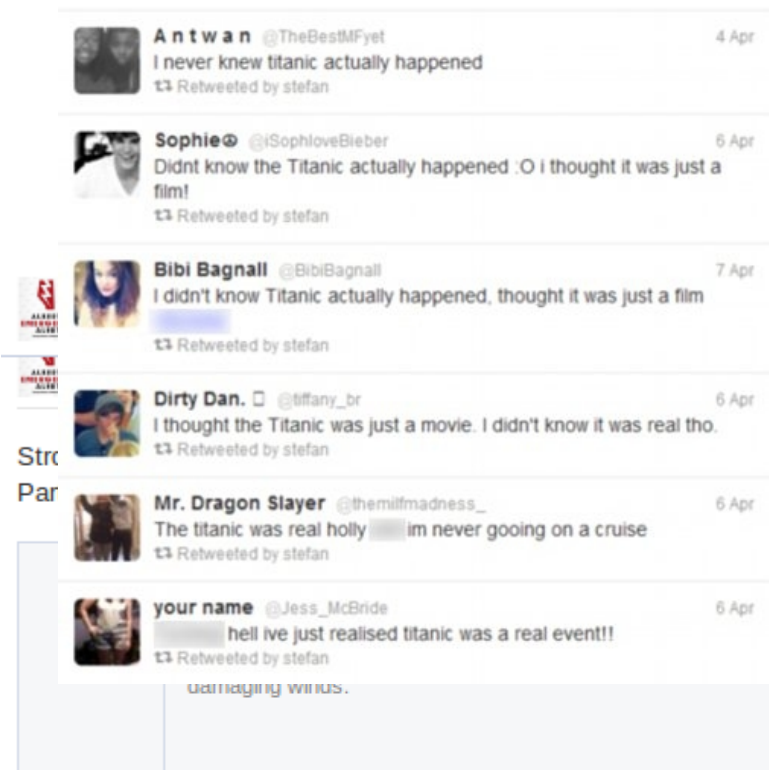 A n t w a n @TheBestMFyet 4 Apr
I never knew titanic actually happened
Retweeted by stefan
Sophie☮ @iSophloveBieber 6 Apr
Didnt know the Titanic actually happened :O i thought it was just a
film!
Retweeted by stefan
Bibi Bagnall @BibiBagnall 7 Apr
I didn't know Titanic actually happened, thought it was just a film
Retweeted by stefan
Dirty Dan. @tiffany_br 6 Apr
I thought the Titanic was just a movie. I didn't know it was real tho.
Retweeted by stefan
Mr. Dragon Slayer @themilfmadness_ 6 Apr
The titanic was real holly im never gooing on a cruise
Retweeted by stefan
your name @Jess_McBride 6 Apr
hell ive just realised titanic was a real event!!
Retweeted by stefan
Stro
Par
damaging winds.